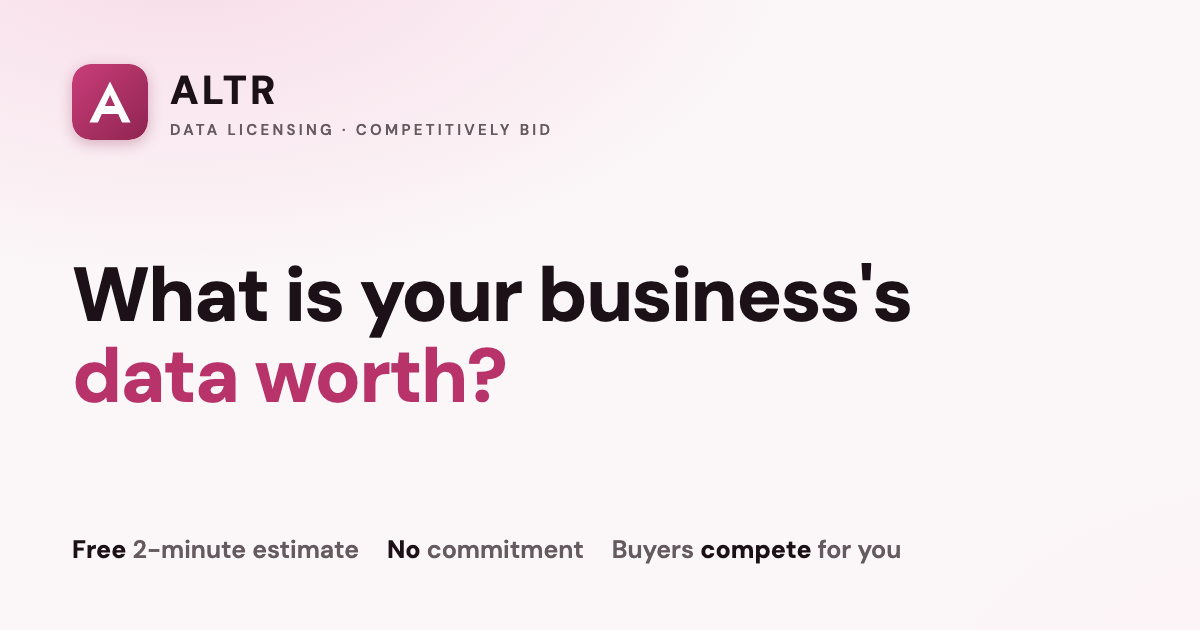 A
ALTR
DATA LICENSING · COMPETITIVELY BID
What is your business's
data worth?
Free 2-minute estimate No commitment Buyers compete for you